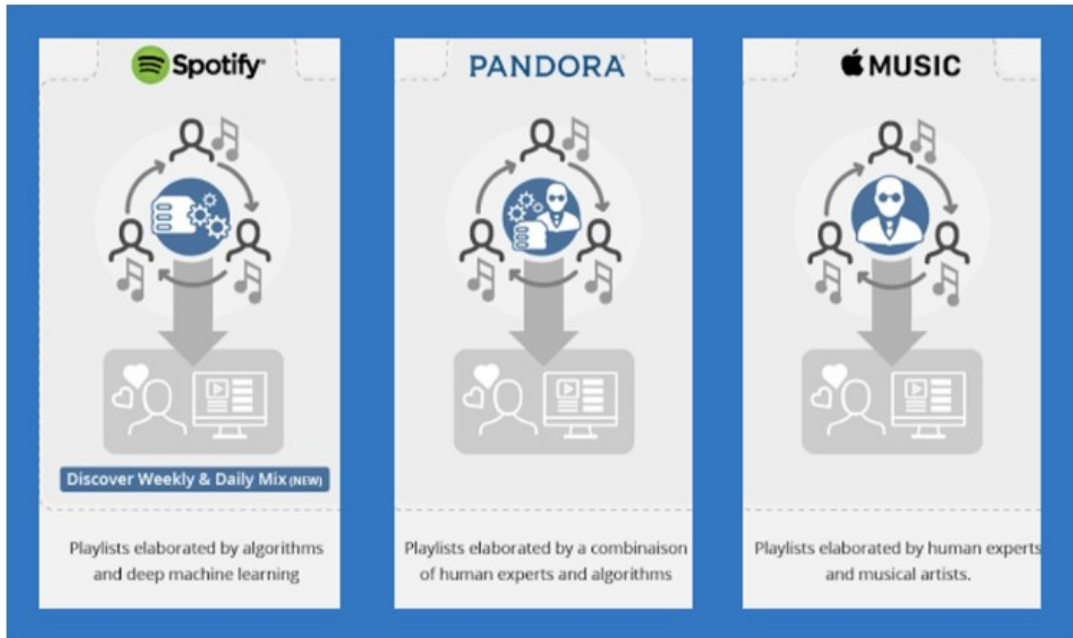 Spotify
PANDORA
MUSIC
Discover Weekly & Daily Mix (NEW)
Playlists elaborated by algorithms
and deep machine learning
Playlists elaborated by a combinaison
of human experts and algorithms
Playlists elaborated by human experts
and musical artists.